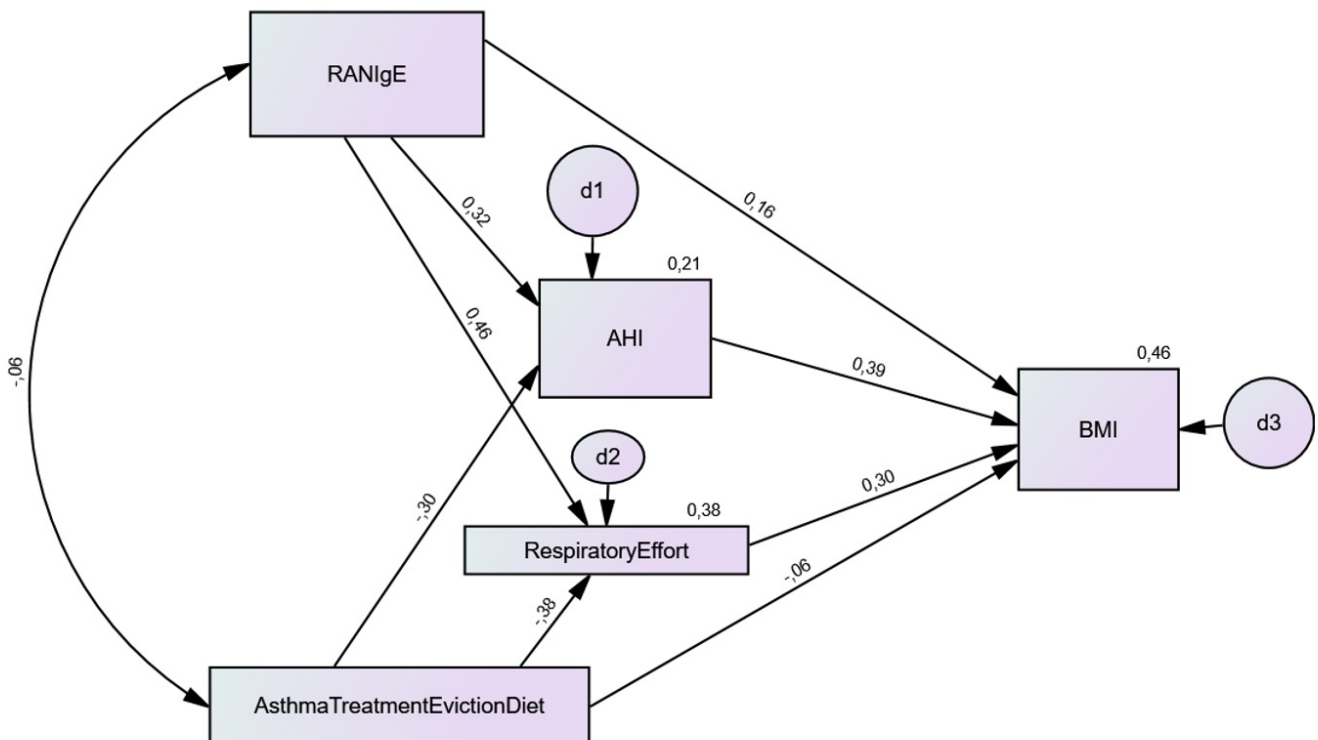 RANIgE
0,16
d1
0,32
0,21
0,46
AHI
0,46
-,06
0,39
BMI
d3
d2
0,30
-,30
0,38
RespiratoryEffort
-,06
-,38
AsthmaTreatmentEvictionDiet